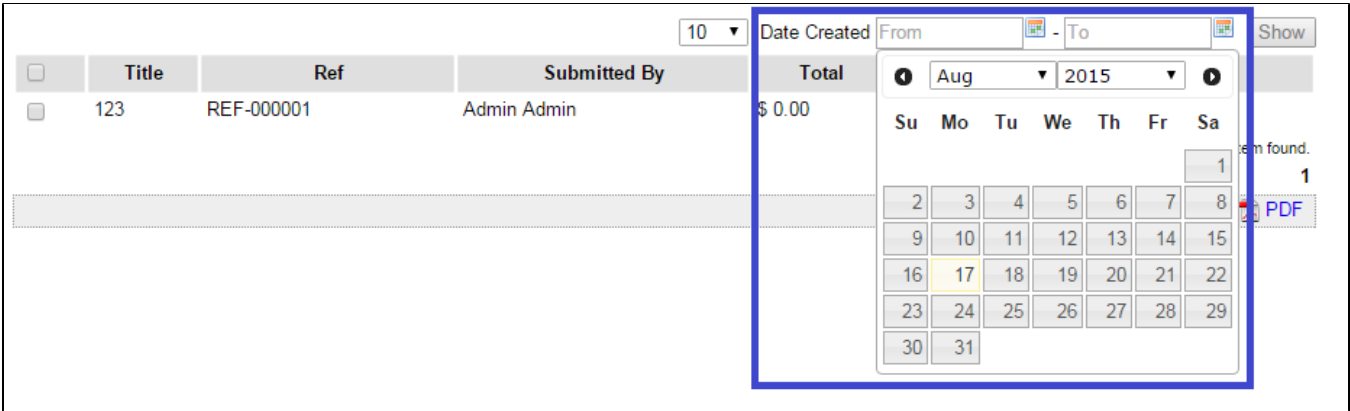 10 Date Created From - To Show
Title Ref Submitted By Total
123 REF-000001 Admin Admin $ 0.00
Aug 2015
Su Mo Tu We Th Fr Sa
1
2 3 4 5 6 7 8
9 10 11 12 13 14 15
16 17 18 19 20 21 22
23 24 25 26 27 28 29
30 31
found.
1
PDF